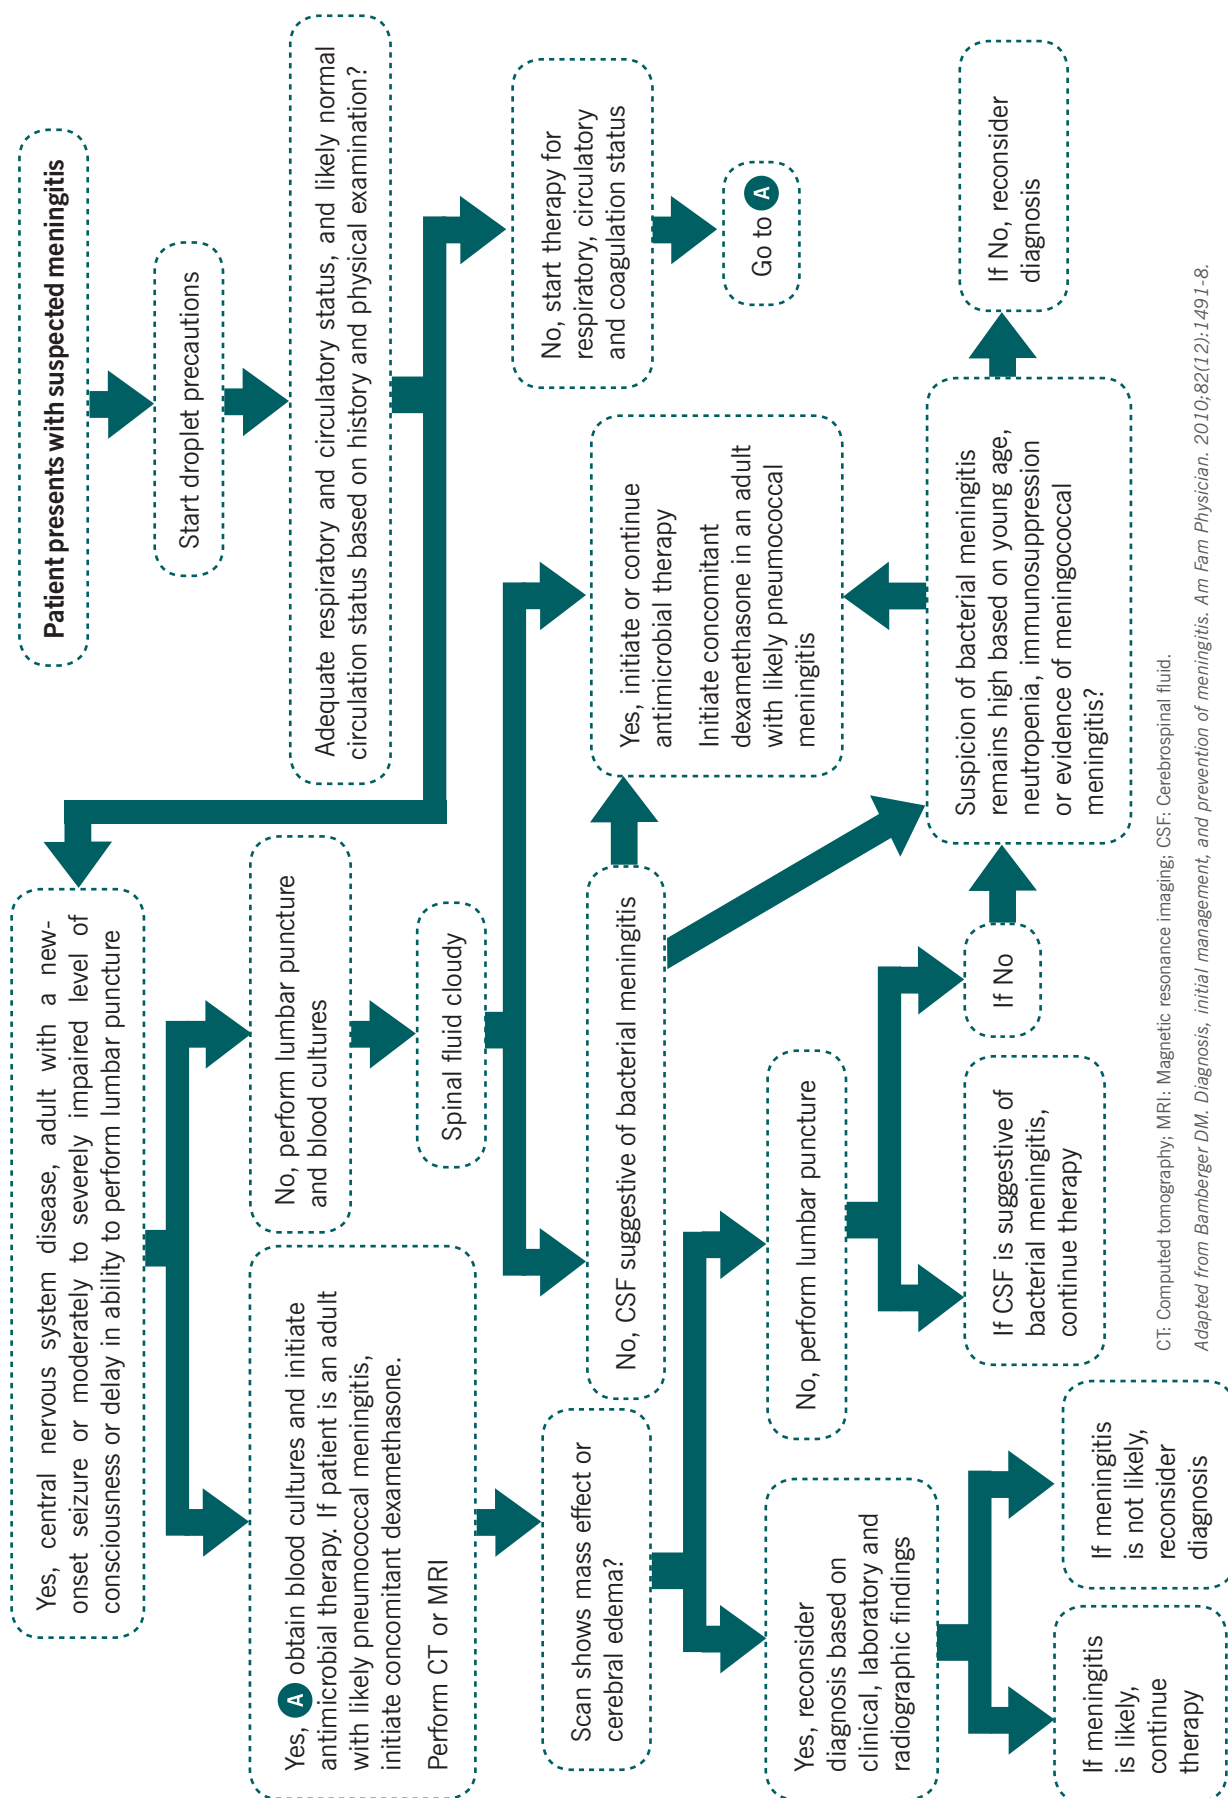 Patient presents with suspected meningitis
Start droplet precautions
Adequate respiratory and circulatory status, and likely normal
circulation status based on history and physical examination?
Yes, central nervous system disease, adult with a new-
onset seizure or moderately to severely impaired level of
consciousness or delay in ability to perform lumbar puncture
No, start therapy for
respiratory, circulatory
and coagulation status
Go to A
Yes, A obtain blood cultures and initiate
antimicrobial therapy. If patient is an adult
with likely pneumococcal meningitis,
initiate concomitant dexamethasone.
Perform CT or MRI
No, perform lumbar puncture
and blood cultures
Spinal fluid cloudy
Scan shows mass effect or
cerebral edema?
No, CSF suggestive of bacterial meningitis
Yes, initiate or continue
antimicrobial therapy
Initiate concomitant
dexamethasone in an adult
with likely pneumococcal
meningitis
Yes, reconsider
diagnosis based on
clinical, laboratory and
radiographic findings
No, perform lumbar puncture
If CSF is suggestive of
bacterial meningitis,
continue therapy
If No
Suspicion of bacterial meningitis
remains high based on young age,
neutropenia, immunosuppression
or evidence of meningococcal
meningitis?
If No, reconsider
diagnosis
If meningitis
is likely,
continue
therapy
If meningitis
is not likely,
reconsider
diagnosis
CT: Computed tomography; MRI: Magnetic resonance imaging; CSF: Cerebrospinal fluid.
Adapted from Bamberger DM. Diagnosis, initial management, and prevention of meningitis. Am Fam Physician. 2010;82(12):1491-8.